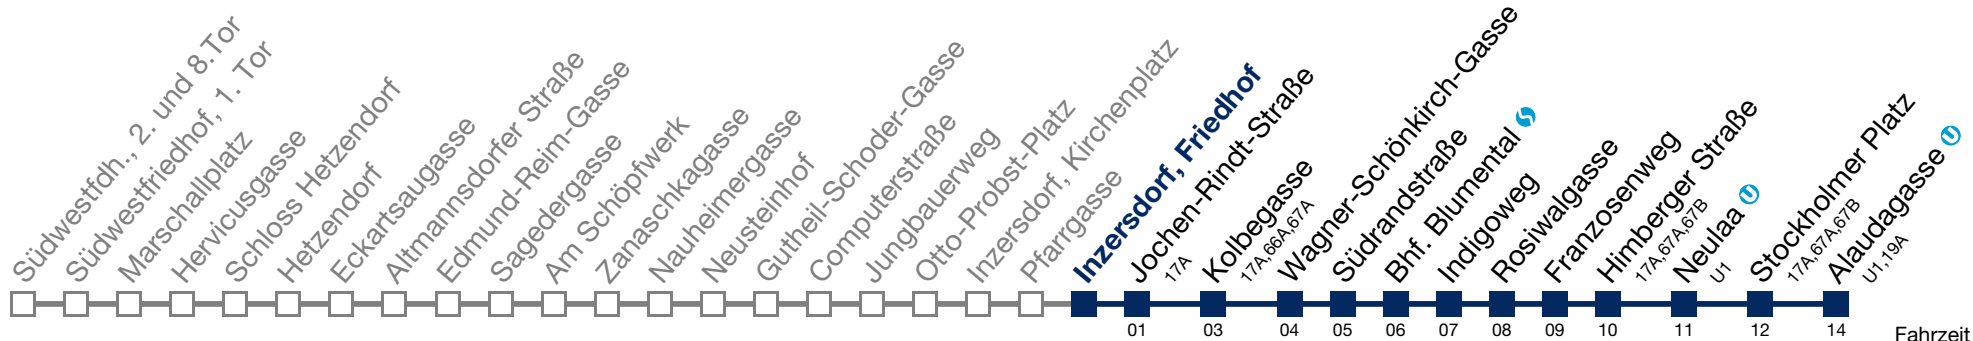 Südwestfdh., 2. und 8.Tor
Südwestfriedhof, 1. Tor
Marschallplatz
Hervicusgasse
Schloss Hetzendorf
Hetzendorf
Eckartsaugasse
Altmannsdorfer Straße
Edmund-Reim-Gasse
Sagedergasse
Am Schöpfwerk
Zanaschkagasse
Nauheimergasse
Neusteinhof
Gutheil-Schoder-Gasse
Computerstraße
Jungbauerweg
Otto-Probst-Platz
Inzersdorf, Kirchenplatz
Pfarrgasse
Inzersdorf, Friedhof
Jochen-Rindt-Straße
17A
Kolbegasse
17A,66A,67A
Wagner-Schönkirch-Gasse
Südrandstraße
Bhf. Blumental
Indigoweg
Rosiwalgasse
Franzosenweg
Himberger Straße
17A,67A,67B
Neulaa U
U1
Stockholmer Platz
17A,67A,67B
Alaudagasse U
U1,19A
01 03 04 05 06 07 08 09 10 11 12 14 Fahrzeit